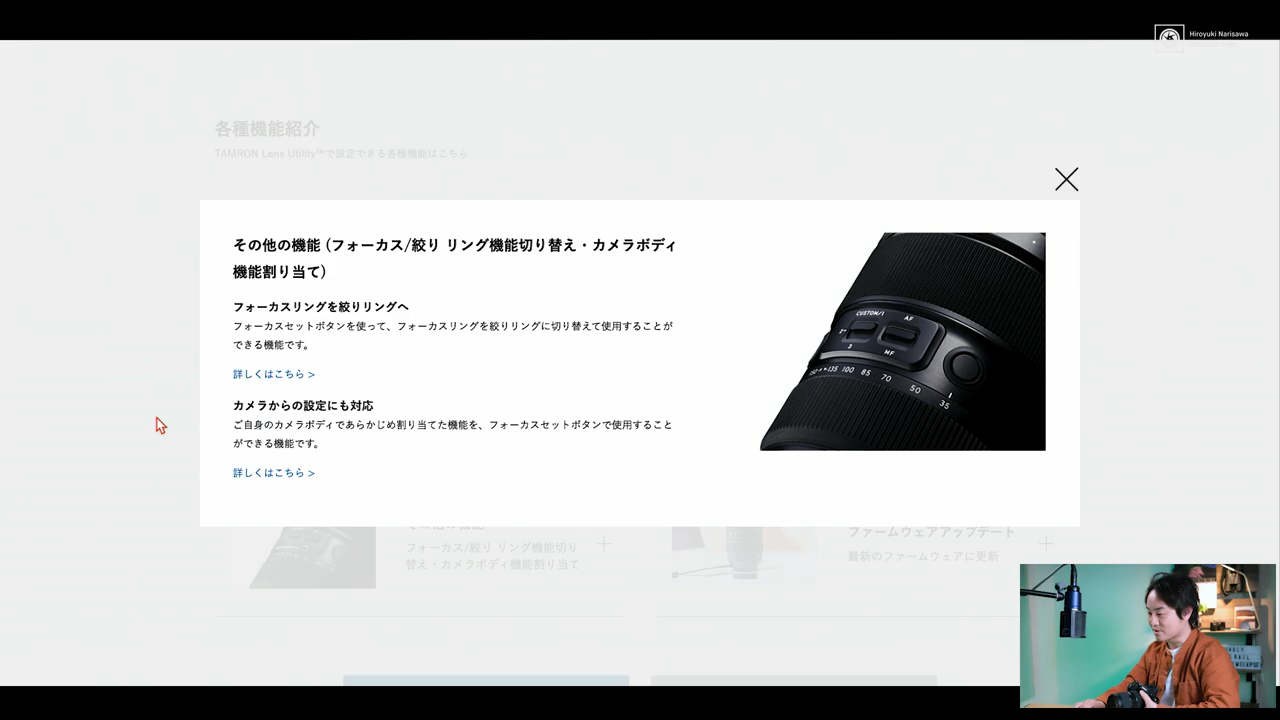 Hiroyuki Narisawa
各種機能紹介
TAMRON Lens Utility™で設定できる各種機能はこちら
その他の機能 (フォーカス/絞り リング機能切り替え・カメラボディ
機能割り当て)
フォーカスリングを絞りリングへ
フォーカスセットボタンを使って、フォーカスリングを絞りリングに切り替えて使用することが
できる機能です。
詳しくはこちら >
カメラからの設定にも対応
ご自身のカメラボディであらかじめ割り当てた機能を、フォーカスセットボタンで使用すること
ができる機能です。
詳しくはこちら >
CUSTOM/1
AF
2
3
MF
135 100 85 70 50 35
その他の機能
フォーカス/絞り リング機能切り
替え・カメラボディ機能割り当て
ファームウェアアップデート
最新のファームウェアに更新